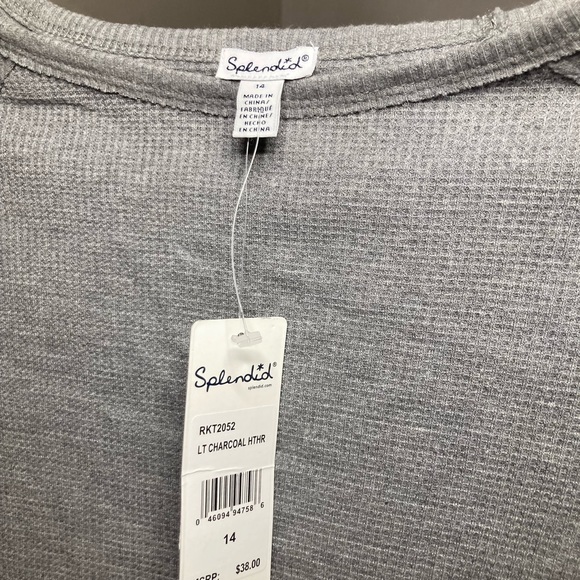 Splendid®
14
MADE IN
CHINA/
FABRIQUÉ
EN CHINE/
HECHO
EN CHINA
Splendid®
splendid.com
RKT2052
LT CHARCOAL HTHR
0 46094 94758 6
14
$38.00